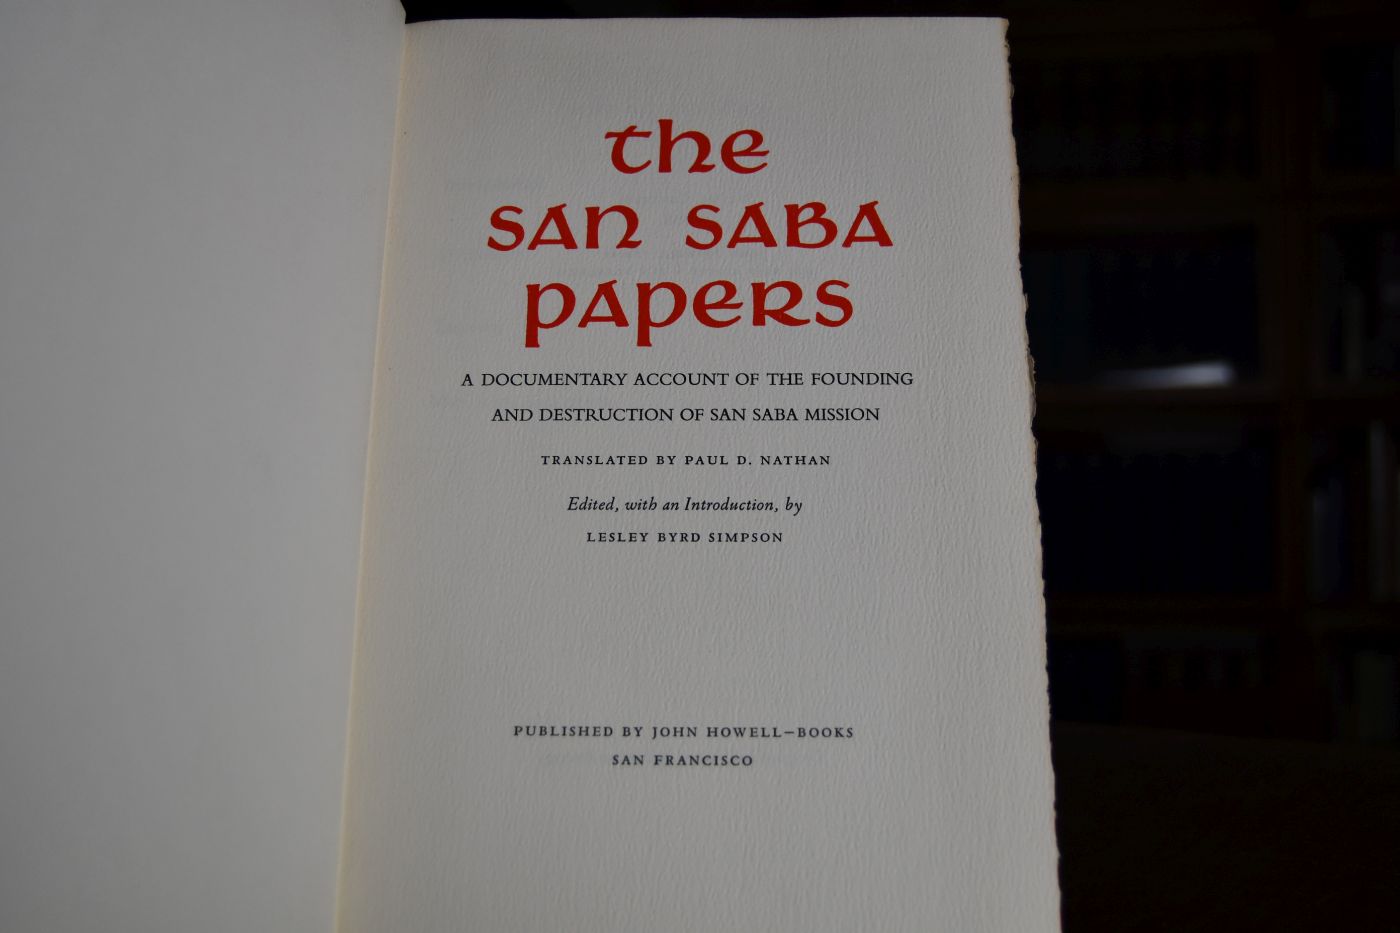 the
SAN SABA
PAPERS
A DOCUMENTARY ACCOUNT OF THE FOUNDING
AND DESTRUCTION OF SAN SABA MISSION
TRANSLATED BY PAUL D. NATHAN
Edited, with an Introduction, by
LESLEY BYRD SIMPSON
PUBLISHED BY JOHN HOWELL—BOOKS
SAN FRANCISCO